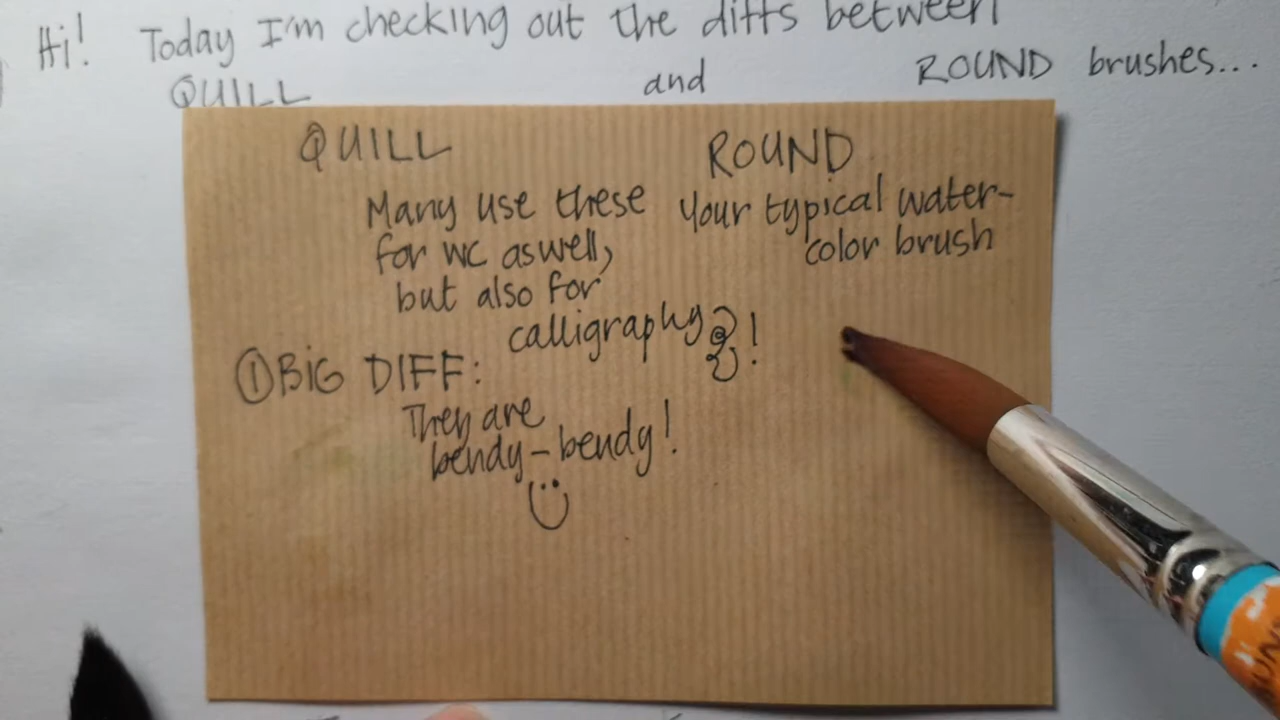 Hi! Today I'm checking out the diffs between
QUILL and ROUND brushes...
QUILL
Many use these
for wc aswell,
but also for
calligraphy!
① BIG DIFF:
They are
bendy-bendy!
ROUND
Your typical water-
color brush